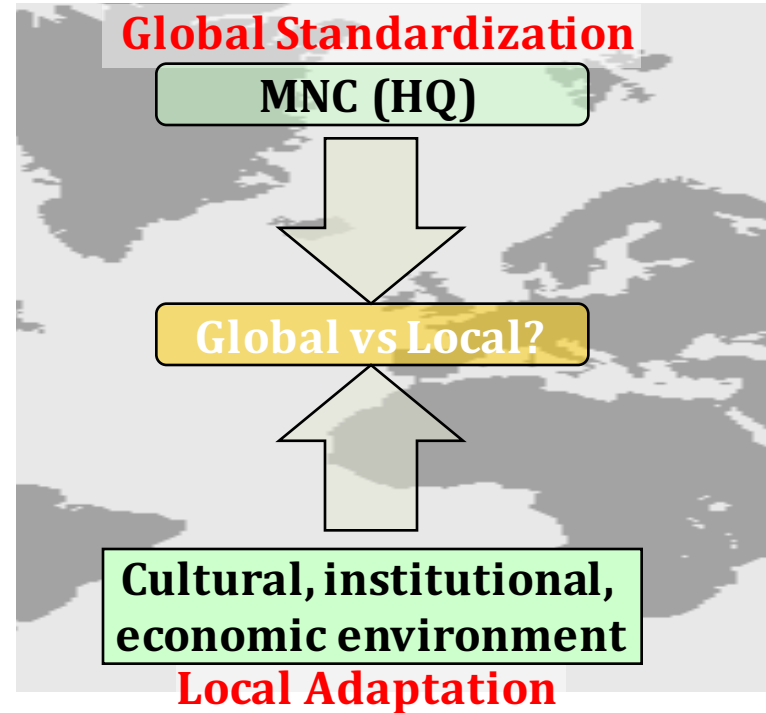 Global Standardization
MNC (HQ)
Global vs Local?
Cultural, institutional,
economic environment
Local Adaptation